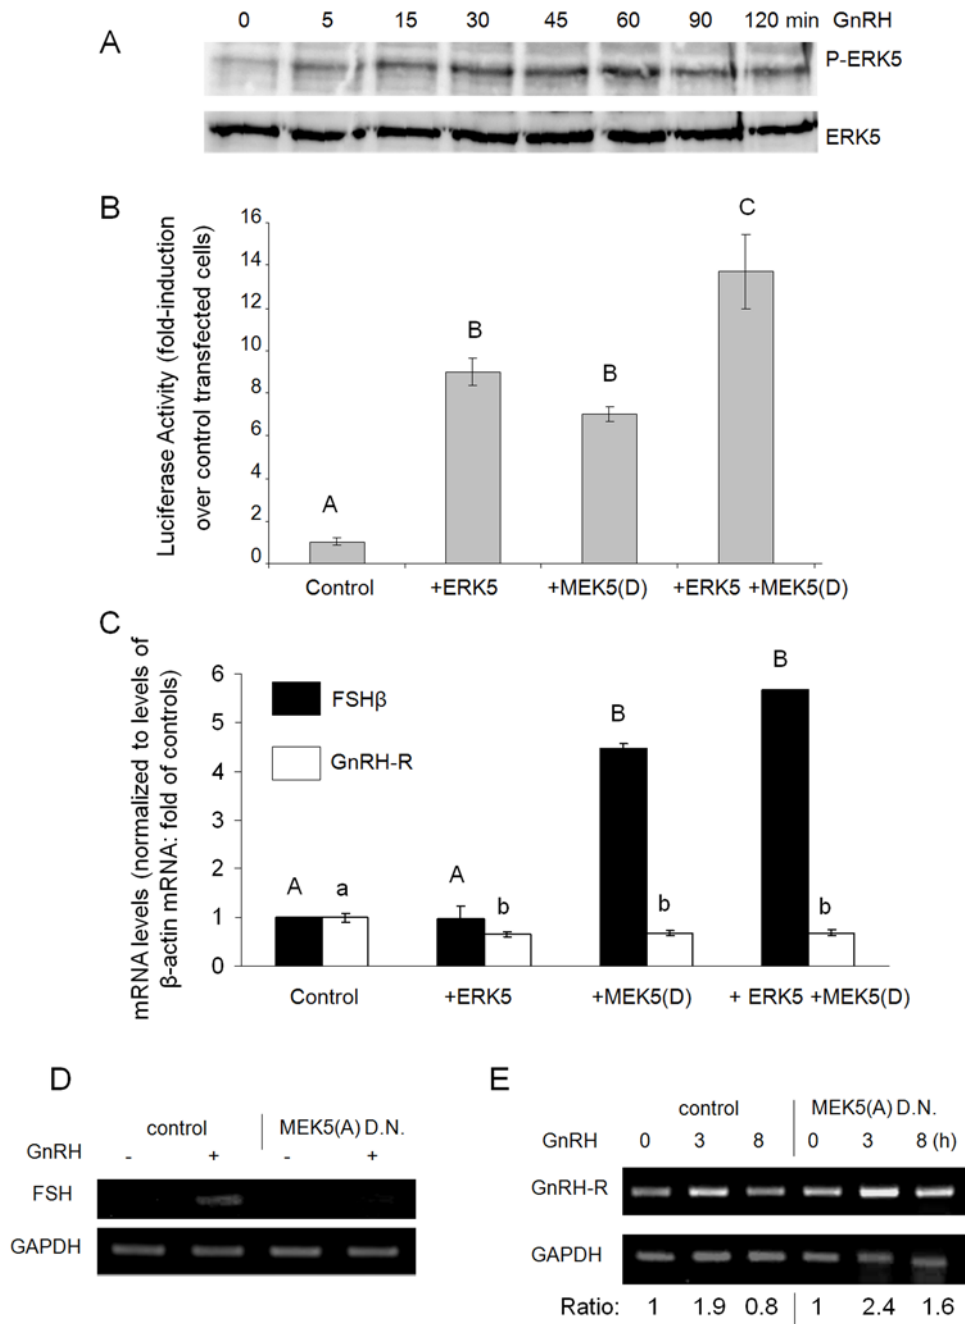 0 5 15 30 45 60 90 120 min GnRH
A
P-ERK5
ERK5
B
Luciferase Activity (fold-induction
over control transfected cells)
16
14
12
10
8
6
4
2
0
A
B
B
C
Control +ERK5 +MEK5(D) +ERK5 +MEK5(D)
C
mRNA levels (normalized to levels of
β-actin mRNA: fold of controls)
6
5
4
3
2
1
0
FSHβ
GnRH-R
A a A b B b B b
Control +ERK5 +MEK5(D) + ERK5 +MEK5(D)
D
control MEK5(A) D.N.
GnRH - + - +
FSH
GAPDH
E
control MEK5(A) D.N.
GnRH 0 3 8 0 3 8 (h)
GnRH-R
GAPDH
Ratio: 1 1.9 0.8 1 2.4 1.6